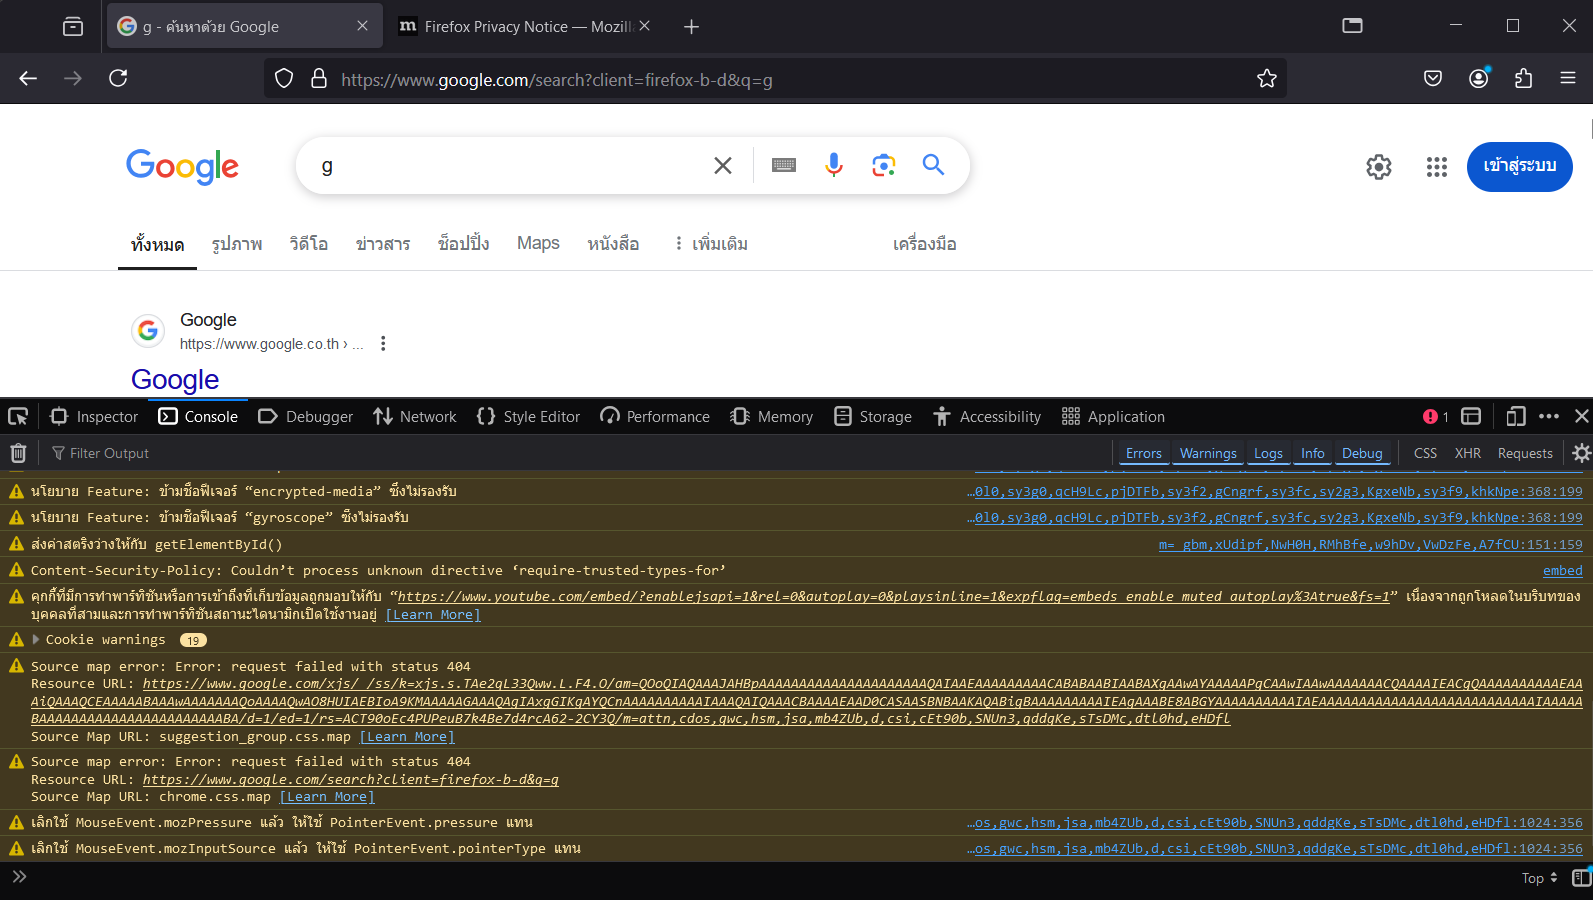 g - ค้นหาด้วย Google
Firefox Privacy Notice — Mozill
https://www.google.com/search?client=firefox-b-d&q=g
Google
g
เข้าสู่ระบบ
ทั้งหมด รูปภาพ วิดีโอ ข่าวสาร ช็อปปิ้ง Maps หนังสือ เพิ่มเติม เครื่องมือ
Google
https://www.google.co.th › ...
Google
Inspector Console Debugger Network Style Editor Performance Memory Storage Accessibility Application 1
Filter Output Errors Warnings Logs Info Debug CSS XHR Requests
นโยบาย Feature: ข้ามชื่อฟีเจอร์ “encrypted-media” ซึ่งไม่รองรับ …0l0,sy3g0,qcH9Lc,pjDTFb,sy3f2,gCngrf,sy3fc,sy2g3,KgxeNb,sy3f9,khkNpe:368:199
นโยบาย Feature: ข้ามชื่อฟีเจอร์ “gyroscope” ซึ่งไม่รองรับ …0l0,sy3g0,qcH9Lc,pjDTFb,sy3f2,gCngrf,sy3fc,sy2g3,KgxeNb,sy3f9,khkNpe:368:199
ส่งค่าสตริงว่างให้กับ getElementById() m=_gbm,xUdipf,NwH0H,RMhBfe,w9hDv,VwDzFe,A7fCU:151:159
Content-Security-Policy: Couldn’t process unknown directive ‘require-trusted-types-for’ embed
คุกกี้ที่มีการทำพาร์ทิชันหรือการเข้าถึงที่เก็บข้อมูลถูกมอบให้กับ “https://www.youtube.com/embed/?enablejsapi=1&rel=0&autoplay=0&playsinline=1&expflag=embeds_enable_muted_autoplay%3Atrue&fs=1” เนื่องจากถูกโหลดในบริบทของ
บุคคลที่สามและการทำพาร์ทิชันสถานะไดนามิกเปิดใช้งานอยู่ [Learn More]
Cookie warnings 19
Source map error: Error: request failed with status 404
Resource URL:
Source Map URL: suggestion_group.css.map [Learn More]
Source map error: Error: request failed with status 404
Resource URL: https://www.google.com/search?client=firefox-b-d&q=g
Source Map URL: chrome.css.map [Learn More]
เลิกใช้ MouseEvent.mozPressure แล้ว ให้ใช้ PointerEvent.pressure แทน …os,gwc,hsm,jsa,mb4ZUb,d,csi,cEt90b,SNUn3,qddgKe,sTsDMc,dtl0hd,eHDfl:1024:356
เลิกใช้ MouseEvent.mozInputSource แล้ว ให้ใช้ PointerEvent.pointerType แทน …os,gwc,hsm,jsa,mb4ZUb,d,csi,cEt90b,SNUn3,qddgKe,sTsDMc,dtl0hd,eHDfl:1024:356
Top